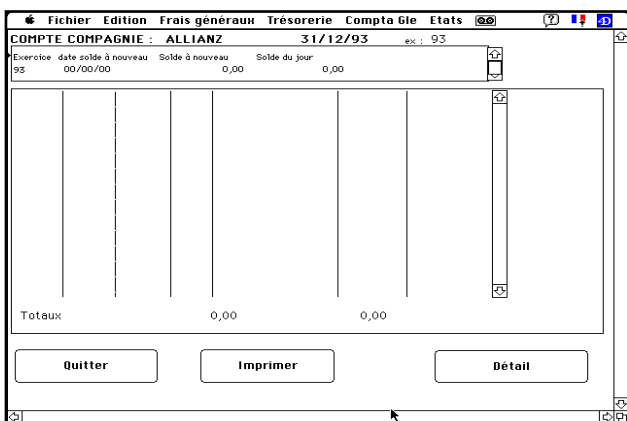 Fichier Edition Frais généraux Trésorerie Compta Gle Etats
COMPTE COMPAGNIE : ALLIANZ 31/12/93 ex : 93
Exercice date solde à nouveau Solde à nouveau Solde du jour
93 00/00/00 0,00 0,00
Totaux 0,00 0,00
Quitter Imprimer Détail